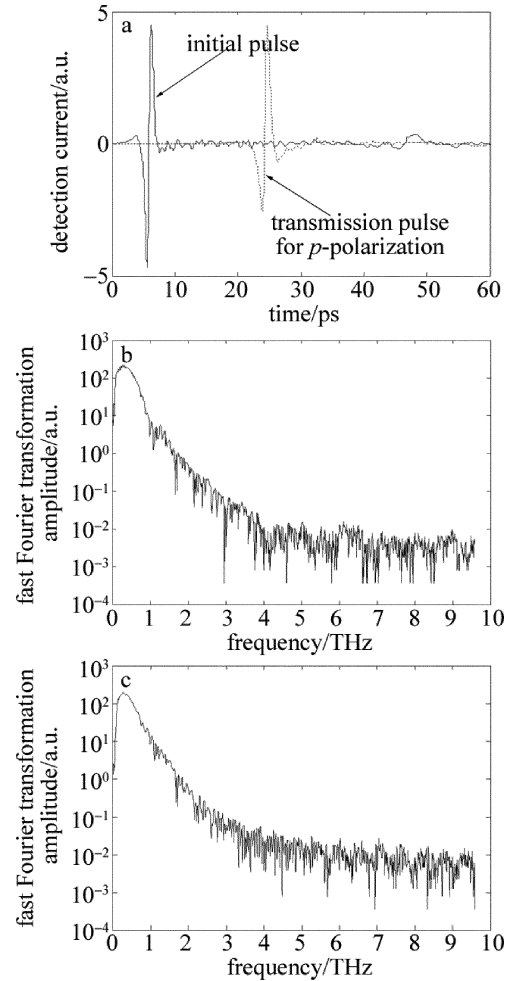 a
initial pulse
transmission pulse
for p-polarization
detection current/a.u.
5
0
−5
0 10 20 30 40 50 60
time/ps
b
fast Fourier transformation
amplitude/a.u.
10³
10²
10¹
10⁰
10⁻¹
10⁻²
10⁻³
10⁻⁴
0 1 2 3 4 5 6 7 8 9 10
frequency/THz
c
fast Fourier transformation
amplitude/a.u.
10³
10²
10¹
10⁰
10⁻¹
10⁻²
10⁻³
10⁻⁴
0 1 2 3 4 5 6 7 8 9 10
frequency/THz